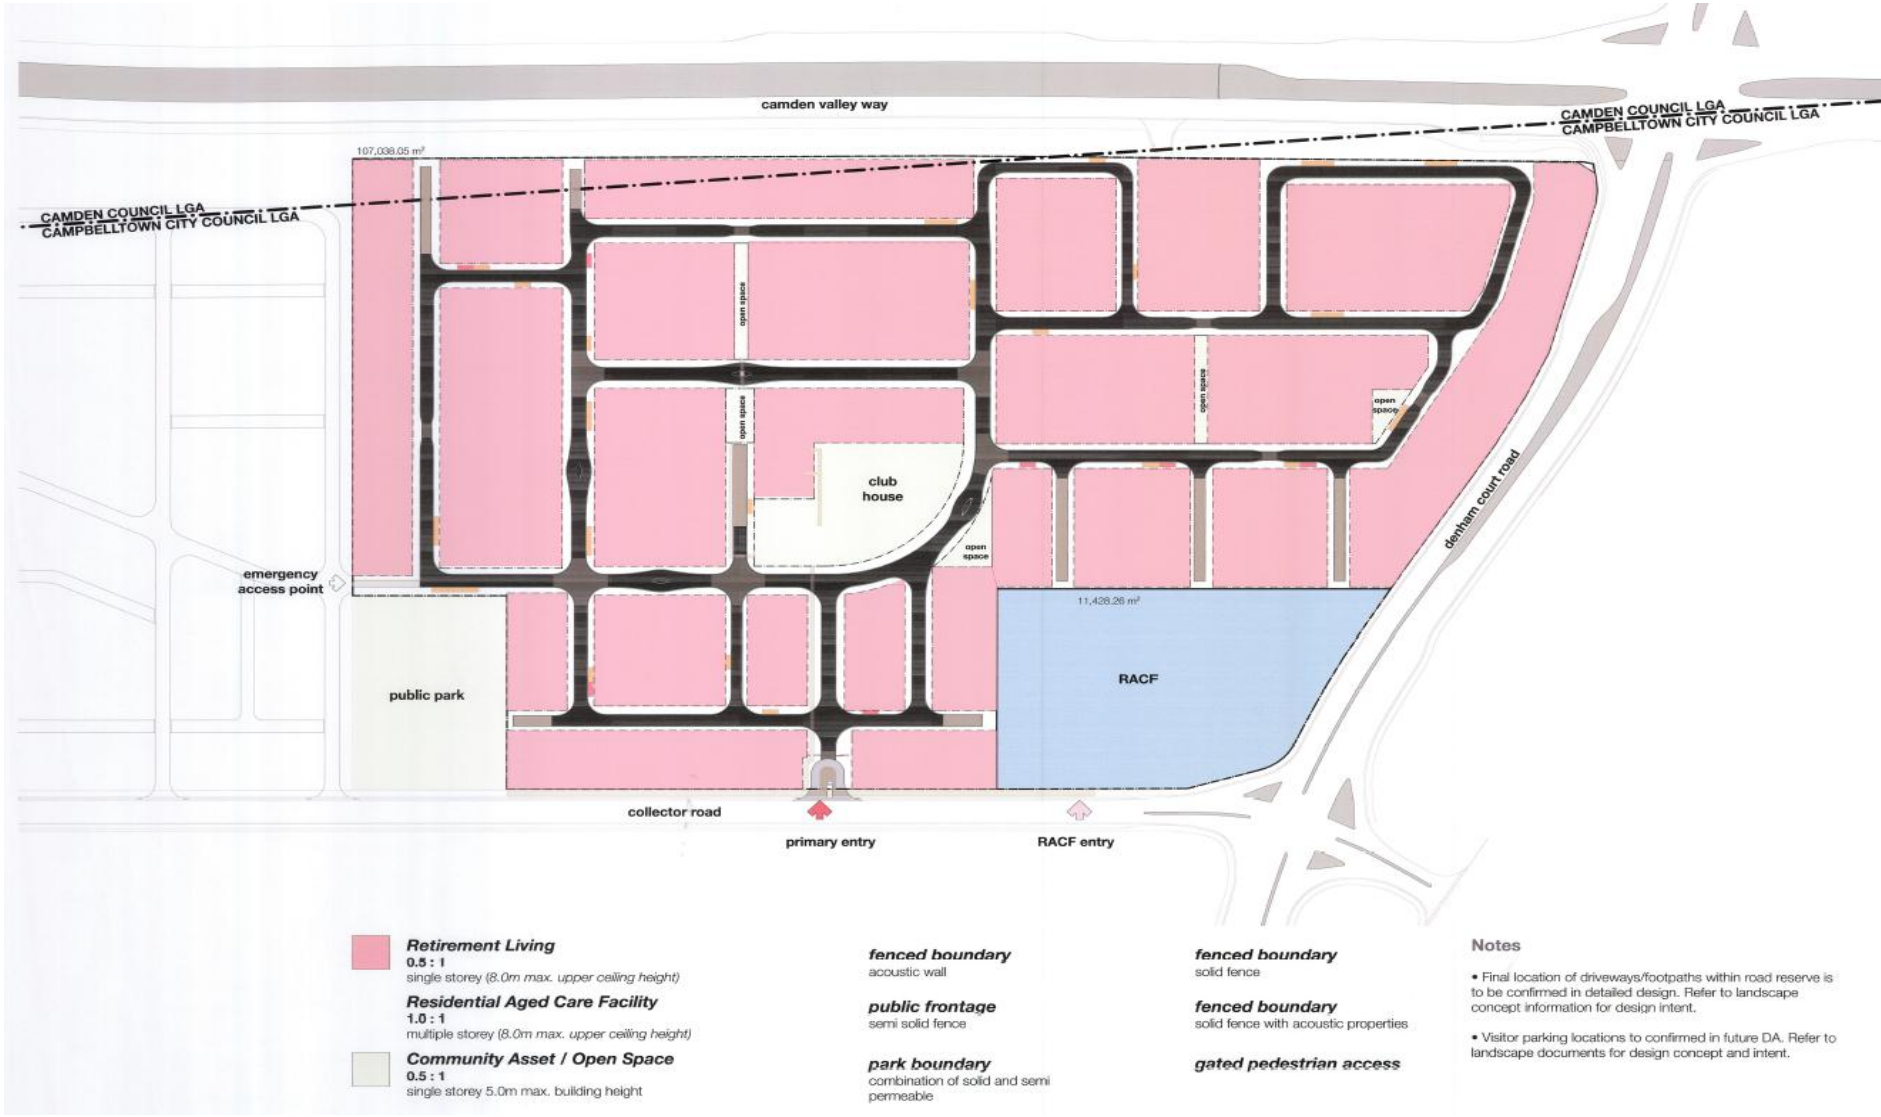 camden valley way
CAMDEN COUNCIL LGA
CAMPBELLTOWN CITY COUNCIL LGA
107,038.05 m²
CAMDEN COUNCIL LGA
CAMPBELLTOWN CITY COUNCIL LGA
open space
open space
open space
open
space
club
house
denham court road
open
space
emergency
access point
11,428.26 m²
RACF
public park
collector road
primary entry
RACF entry
Retirement Living
0.5 : 1
single storey (8.0m max. upper ceiling height)
Residential Aged Care Facility
1.0 : 1
multiple storey (8.0m max. upper ceiling height)
Community Asset / Open Space
0.5 : 1
single storey 5.0m max. building height
fenced boundary
acoustic wall
public frontage
semi solid fence
park boundary
combination of solid and semi
permeable
fenced boundary
solid fence
fenced boundary
solid fence with acoustic properties
gated pedestrian access
Notes
• Final location of driveways/footpaths within road reserve is
to be confirmed in detailed design. Refer to landscape
concept information for design intent.
• Visitor parking locations to confirmed in future DA. Refer to
landscape documents for design concept and intent.